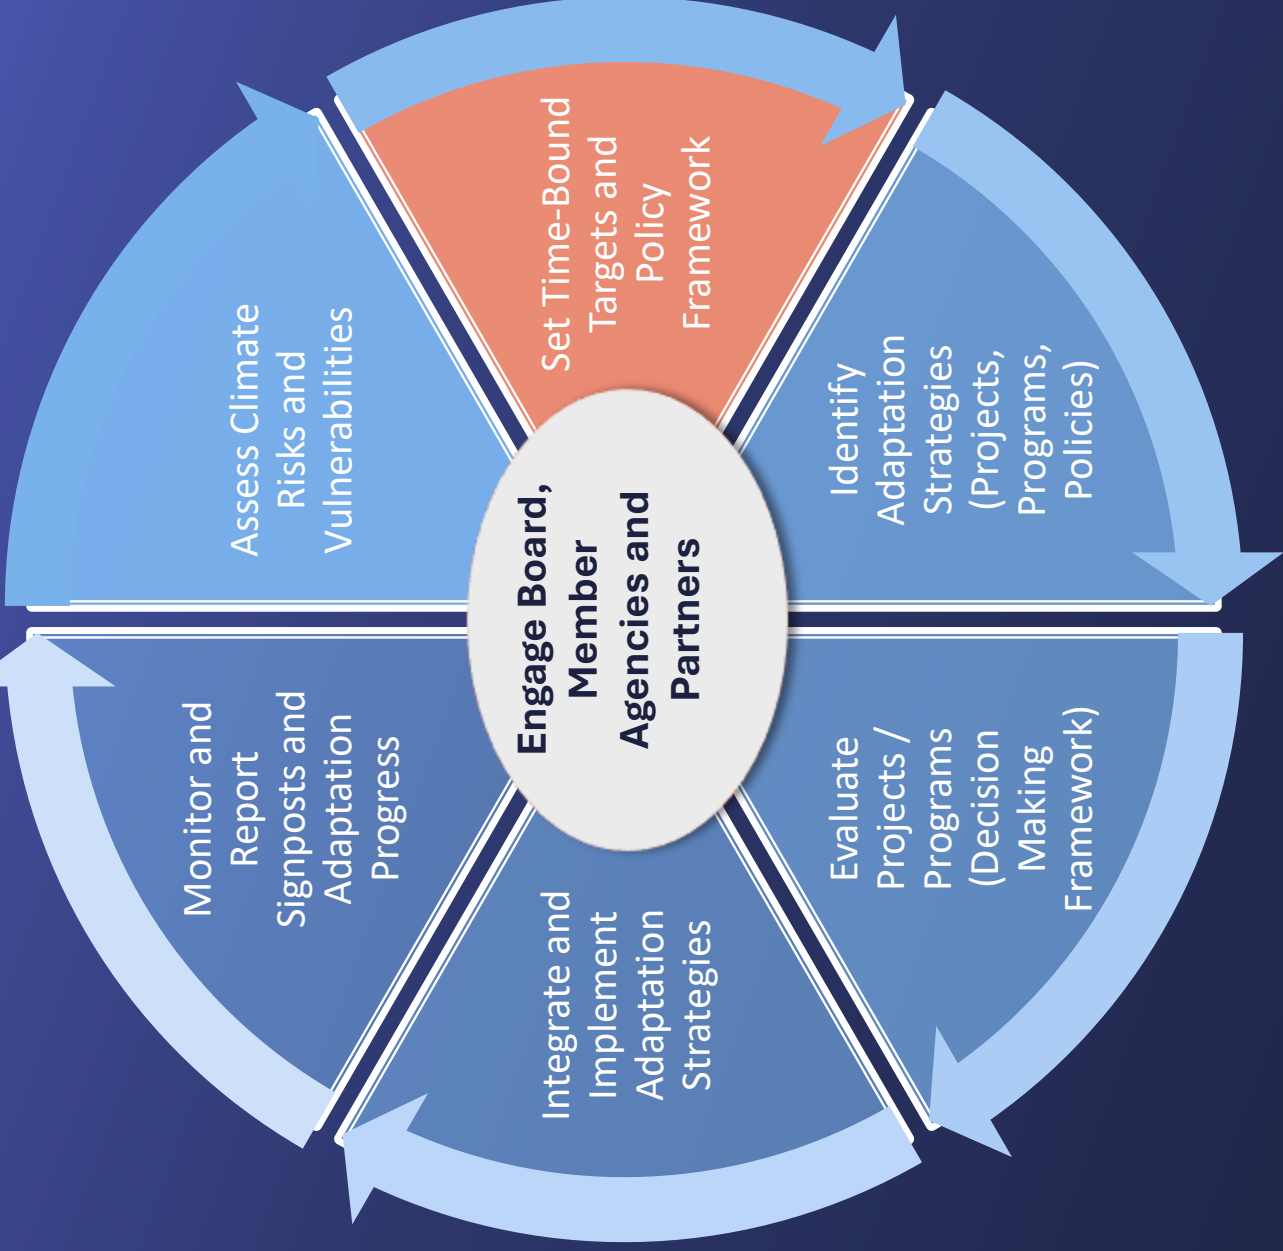 Assess Climate
Risks and
Vulnerabilities
Set Time-Bound
Targets and
Policy
Framework
Identify
Adaptation
Strategies
(Projects,
Programs,
Policies)
Evaluate
Projects /
Programs
(Decision
Making
Framework)
Integrate and
Implement
Adaptation
Strategies
Monitor and
Report
Signposts and
Adaptation
Progress
Engage Board,
Member
Agencies and
Partners